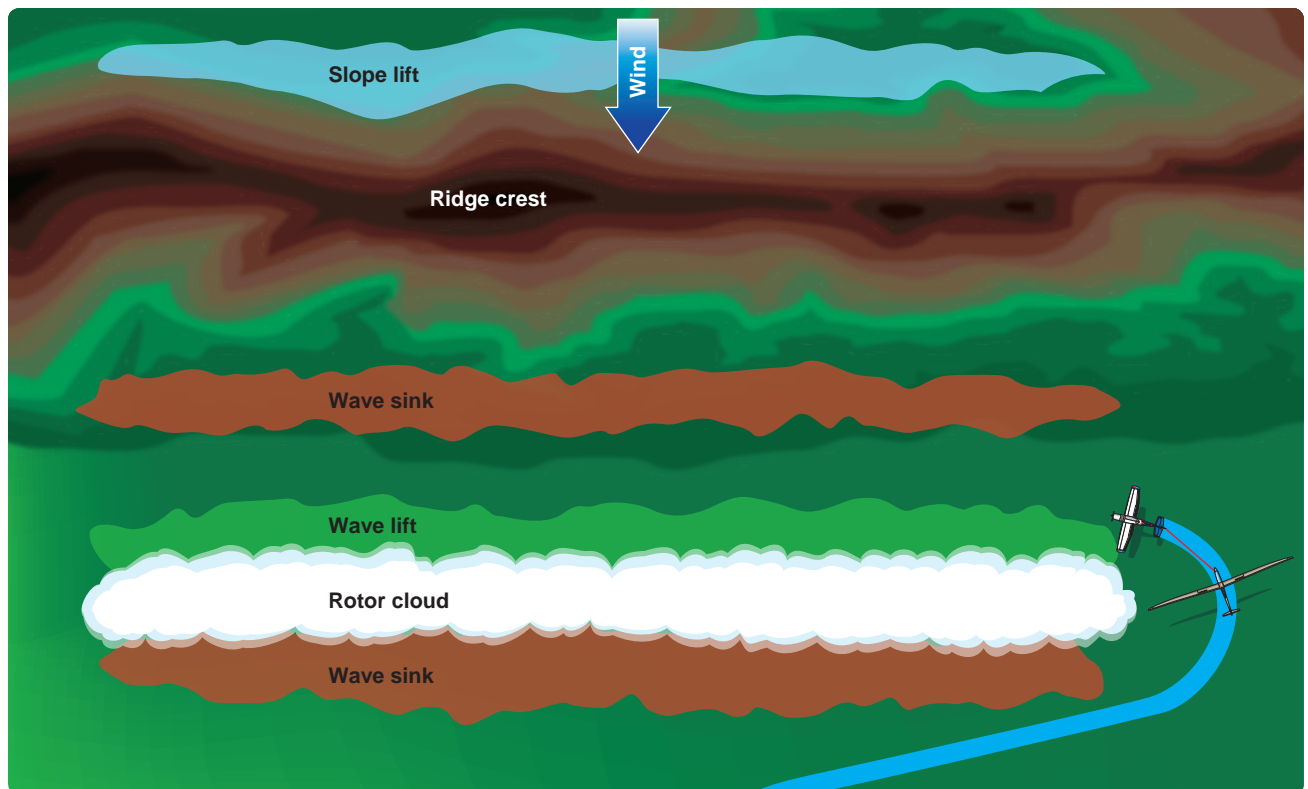 Slope lift
Wind
Ridge crest
Wave sink
Wave lift
Rotor cloud
Wave sink